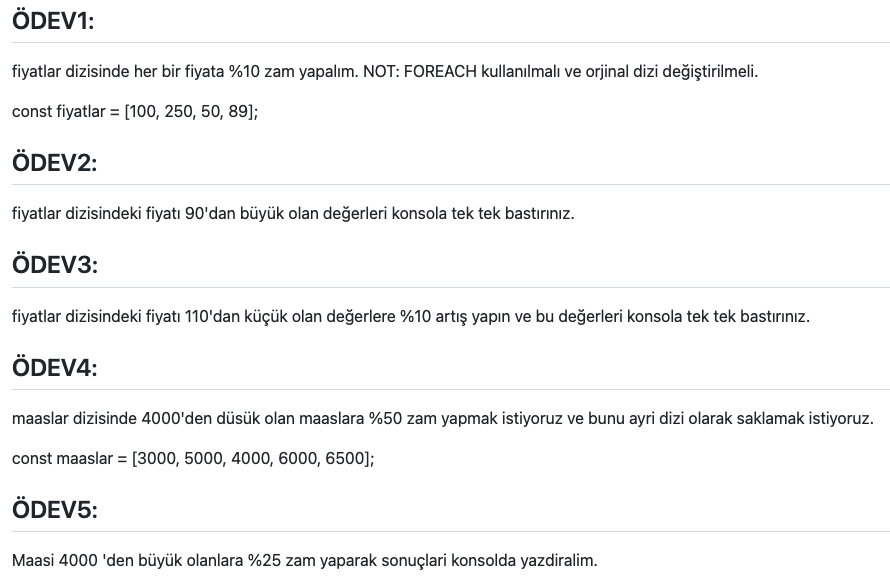 ÖDEV1:
fiyatlar dizisinde her bir fiyata %10 zam yapalım. NOT: FOREACH kullanılmalı ve orjinal dizi değiştirilmeli.
const fiyatlar = [100, 250, 50, 89];
ÖDEV2:
fiyatlar dizisindeki fiyatı 90'dan büyük olan değerleri konsola tek tek bastırınız.
ÖDEV3:
fiyatlar dizisindeki fiyatı 110'dan küçük olan değerlere %10 artış yapın ve bu değerleri konsola tek tek bastırınız.
ÖDEV4:
maaslar dizisinde 4000'den düsük olan maaslara %50 zam yapmak istiyoruz ve bunu ayri dizi olarak saklamak istiyoruz.
const maaslar = [3000, 5000, 4000, 6000, 6500];
ÖDEV5:
Maasi 4000 'den büyük olanlara %25 zam yaparak sonuçlari konsolda yazdiralim.